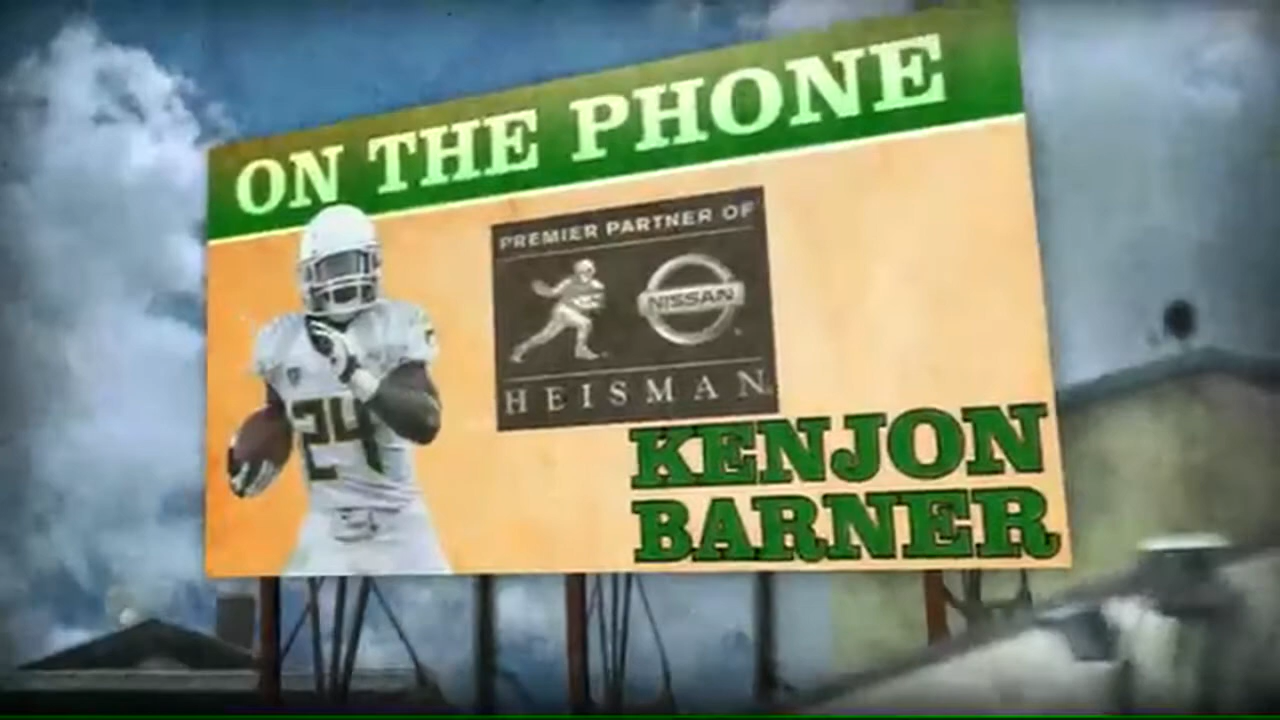 ON THE PHONE
PREMIER PARTNER OF
NISSAN
HEISMAN
24
KENJON
BARNER